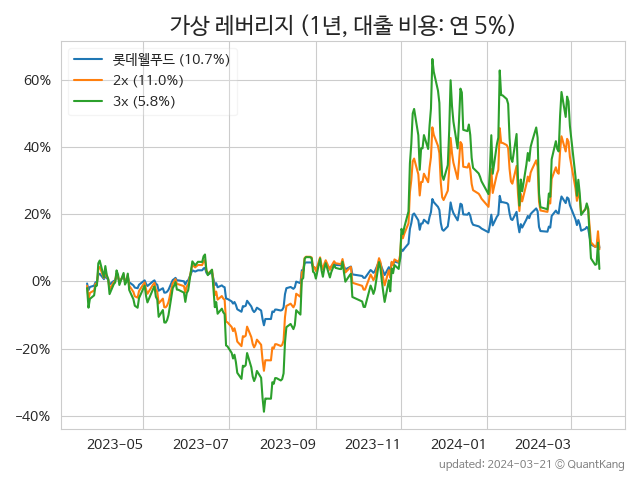 가상 레버리지 (1년, 대출 비용: 연 5%)
롯데웰푸드 (10.7%)
2x (11.0%)
3x (5.8%)
60%
40%
20%
0%
−20%
−40%
2023-05 2023-07 2023-09 2023-11 2024-01 2024-03
updated: 2024-03-21 © QuantKang